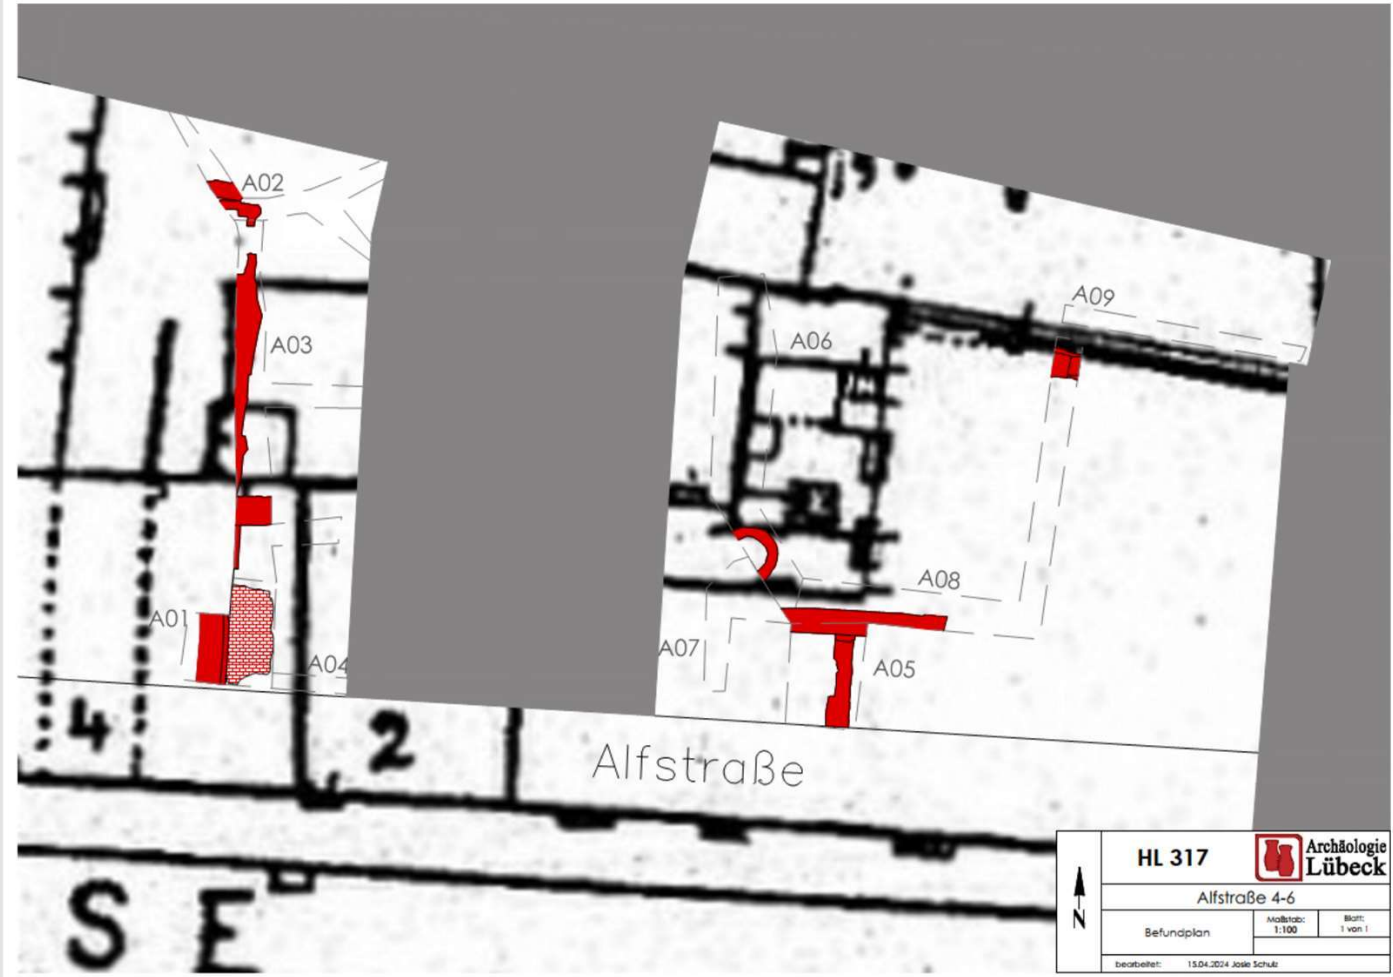 A02
A09
A03
A06
A08
A01
A04
A07
A05
4
2
Alfstraße
SE
HL 317
Archäologie
Lübeck
Alfstraße 4-6
N
Befundplan
Maßstab:
1:100
Blatt:
1 von 1
bearbeitet:
15.04.2024 Josie Schulz